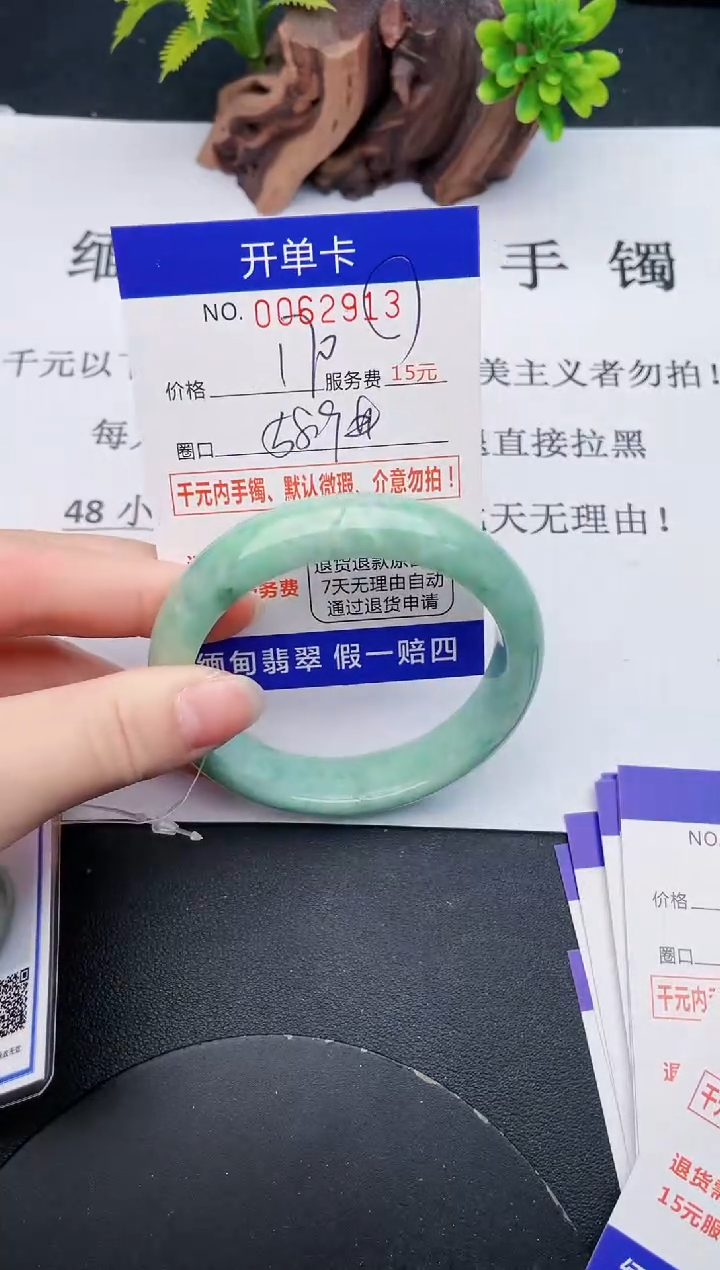 缅 手镯
开单卡
NO. 0062913
千元以下 美主义者勿拍！
价格 服务费 15元
每 直接拉黑
圈口 589
千元内手镯、默认微瑕、介意勿拍！
48 小 天无理由！
退货退款
务费 7天无理由自动
通过退货申请
缅甸翡翠 假一赔四
NO.
价格
圈口
千元内
退
千
退货需
15元服